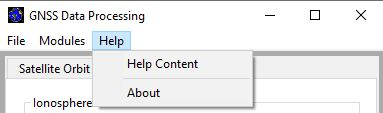 GNSS Data Processing
File Modules Help
Help Content
Satellite Orbit
About
Ionosphere